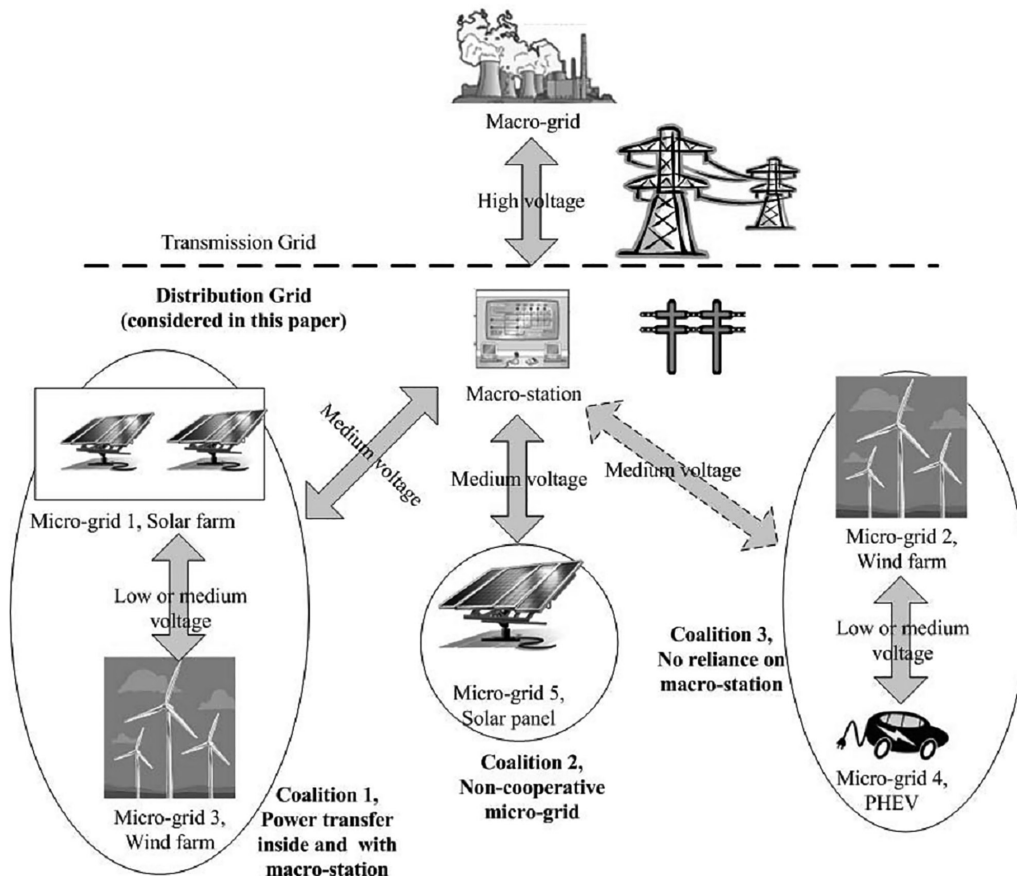 Macro-grid
High voltage
Transmission Grid
Distribution Grid
(considered in this paper)
Macro-station
Medium voltage
Medium voltage
Medium voltage
Micro-grid 1, Solar farm
Low or medium
voltage
Micro-grid 3,
Wind farm
Coalition 1,
Power transfer
inside and with
macro-station
Micro-grid 5,
Solar panel
Coalition 2,
Non-cooperative
micro-grid
Coalition 3,
No reliance on
macro-station
Micro-grid 2,
Wind farm
Low or medium
voltage
Micro-grid 4,
PHEV